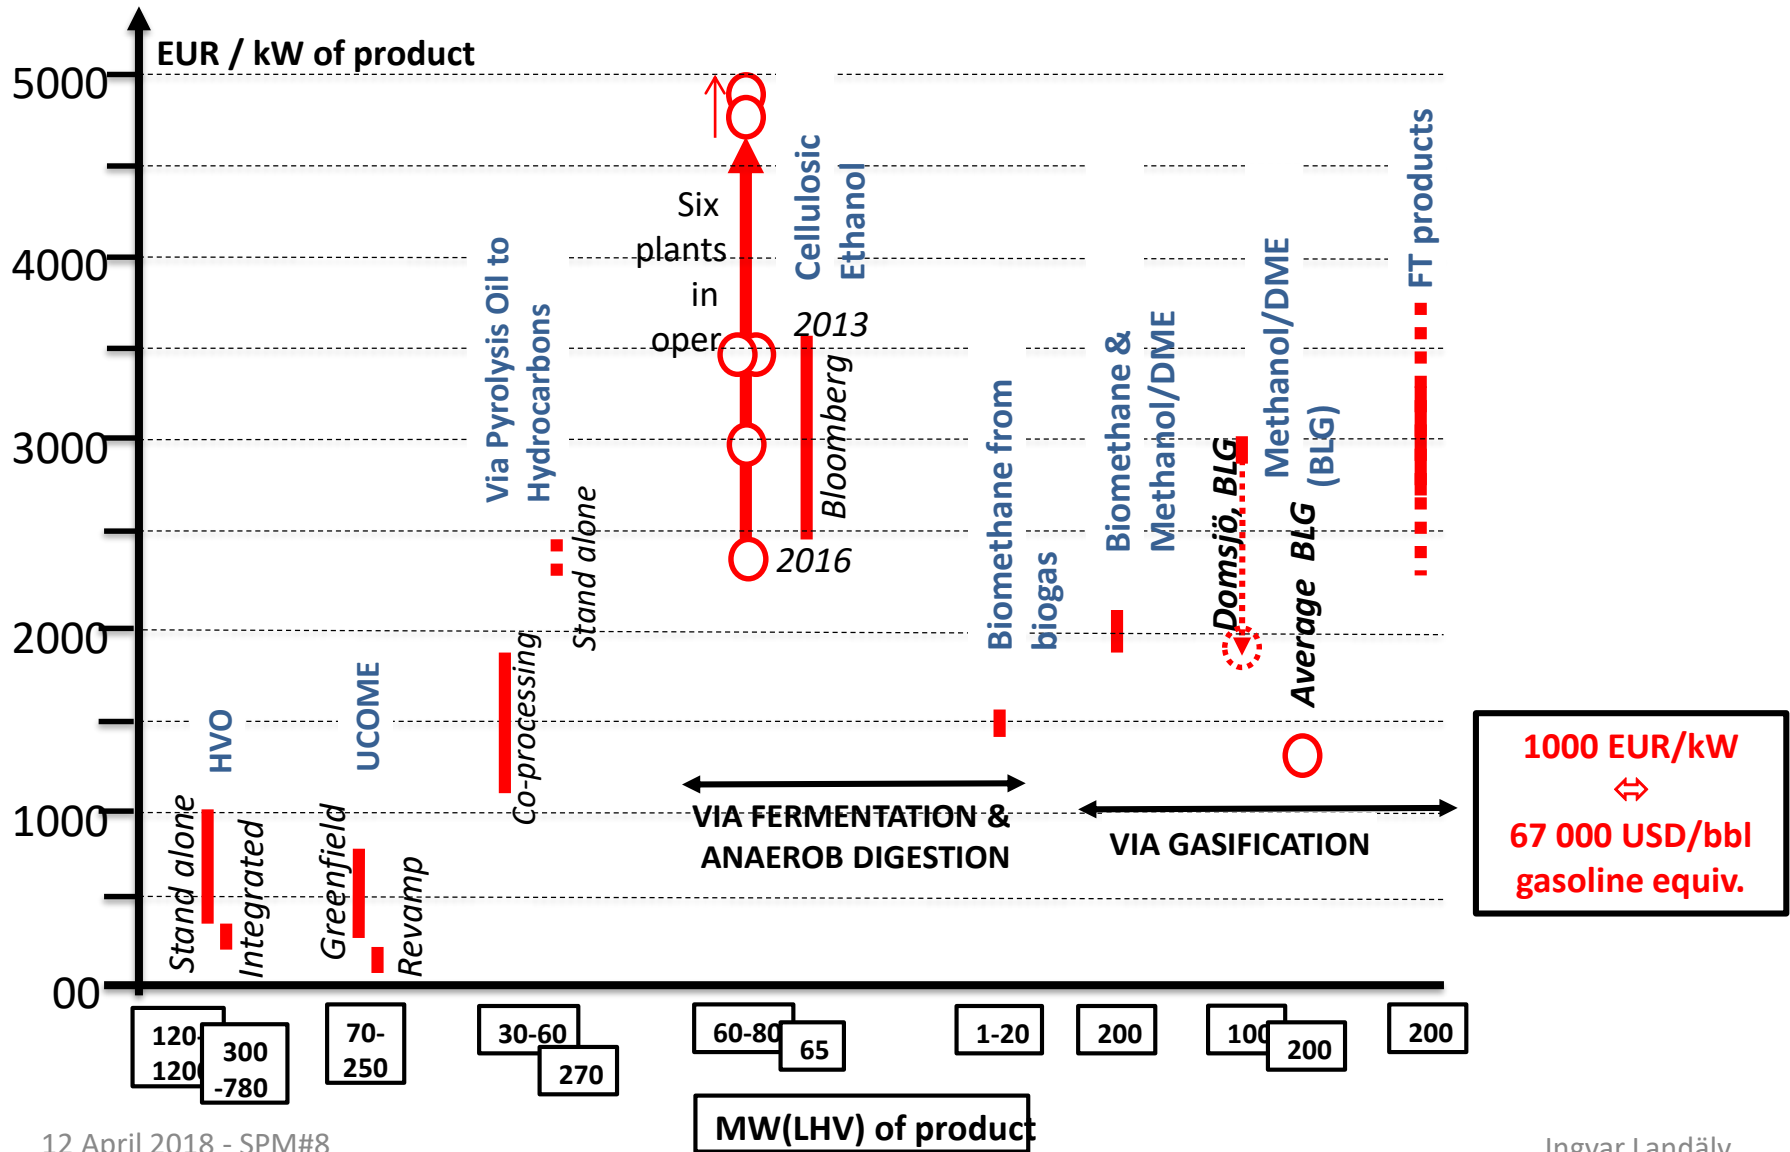 EUR / kW of product
5000
4000
3000
2000
1000
00
HVO
Stand alone
Integrated
UCOME
Greenfield
Revamp
Via Pyrolysis Oil to
Hydrocarbons
Co-processing
Stand alone
Six
plants
in
oper
Cellulosic
Ethanol
2013
Bloomberg
2016
Biomethane from
biogas
Biomethane &
Methanol/DME
Domsjö, BLG
Methanol/DME
(BLG)
Average BLG
FT products
VIA FERMENTATION &
ANAEROB DIGESTION
VIA GASIFICATION
1000 EUR/kW
⇔
67 000 USD/bbl
gasoline equiv.
120-
1200
300
-780
70-
250
30-60
270
60-80
65
1-20
200
100
200
200
MW(LHV) of product
12 April 2018 - SPM#8
Ingvar Landälv